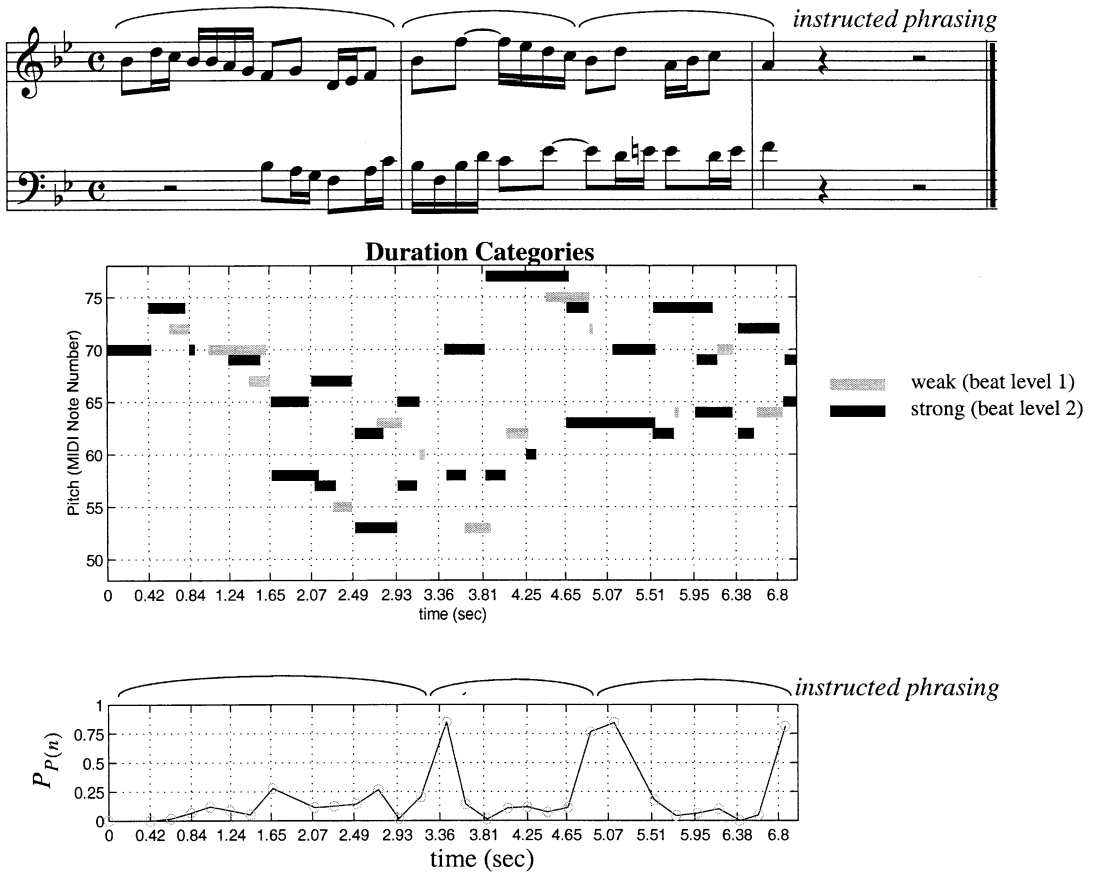 instructed phrasing
Duration Categories
75
70
65
60
55
50
Pitch (MIDI Note Number)
0 0.42 0.84 1.24 1.65 2.07 2.49 2.93 3.36 3.81 4.25 4.65 5.07 5.51 5.95 6.38 6.8
time (sec)
weak (beat level 1)
strong (beat level 2)
instructed phrasing
1
0.75
0.5
0.25
0
P P(n)
0 0.42 0.84 1.24 1.65 2.07 2.49 2.93 3.36 3.81 4.25 4.65 5.07 5.51 5.95 6.38 6.8
time (sec)